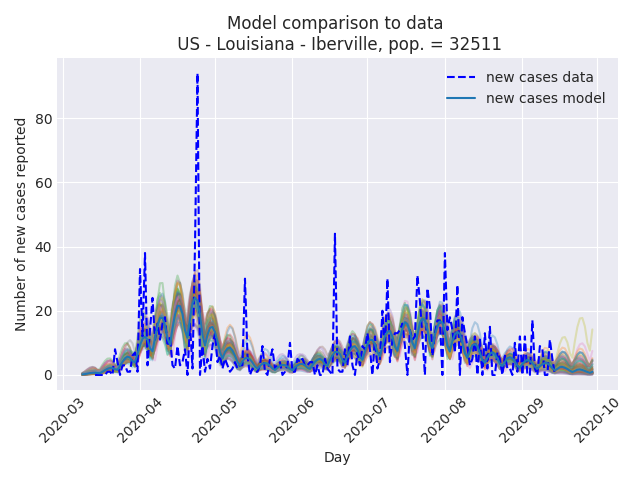 Model comparison to data
US - Louisiana - Iberville, pop. = 32511
new cases data
new cases model
Number of new cases reported
80
60
40
20
0
2020-03
2020-04
2020-05
2020-06
2020-07
2020-08
2020-09
2020-10
Day